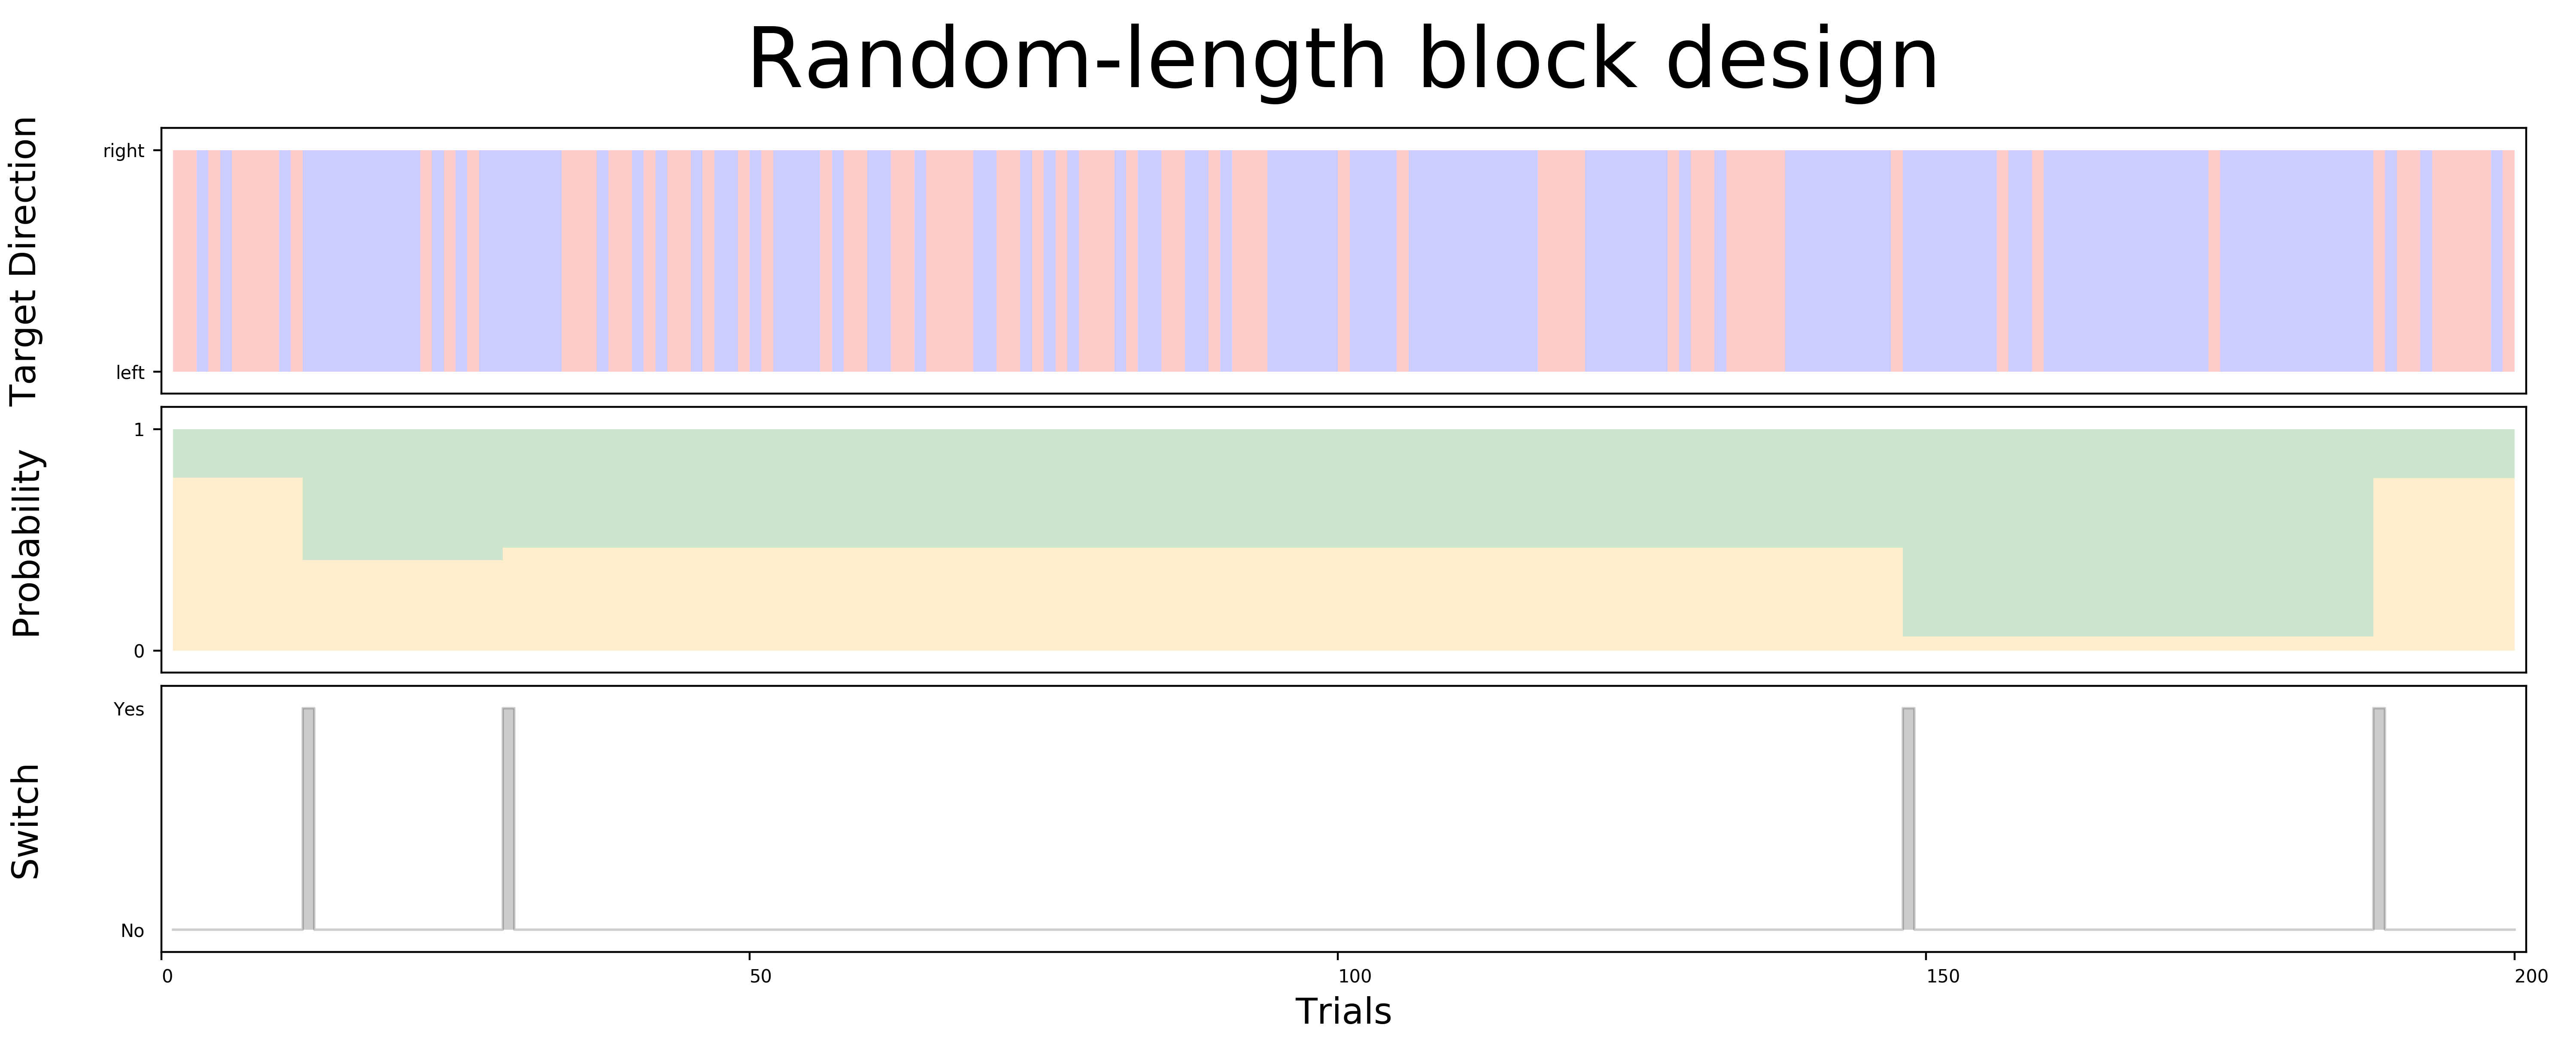 Random-length block design
Target Direction
right
left
Probability
1
0
Switch
Yes
No
0 50 100 150 200
Trials